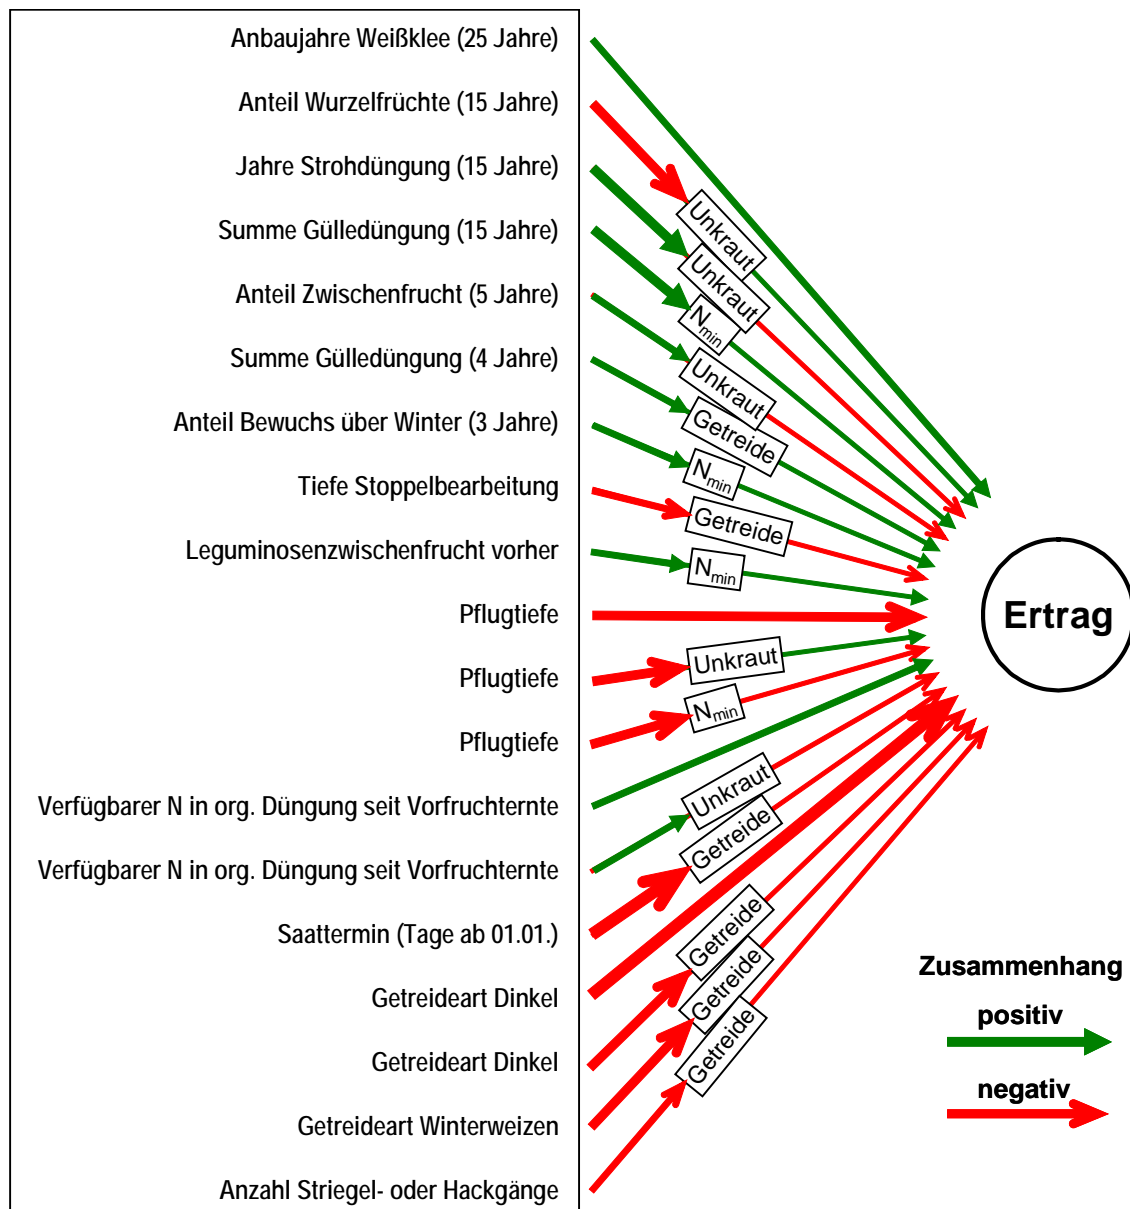 Anbaujahre Weißklee (25 Jahre)
Anteil Wurzelfrüchte (15 Jahre)
Jahre Strohdüngung (15 Jahre)
Summe Gülledüngung (15 Jahre)
Anteil Zwischenfrucht (5 Jahre)
Summe Gülledüngung (4 Jahre)
Anteil Bewuchs über Winter (3 Jahre)
Tiefe Stoppelbearbeitung
Leguminosenzwischenfrucht vorher
Pflugtiefe
Pflugtiefe
Pflugtiefe
Verfügbarer N in org. Düngung seit Vorfruchternte
Verfügbarer N in org. Düngung seit Vorfruchternte
Saattermin (Tage ab 01.01.)
Getreideart Dinkel
Getreideart Dinkel
Getreideart Winterweizen
Anzahl Striegel- oder Hackgänge
Unkraut
Unkraut
Nmin
Unkraut
Getreide
Nmin
Getreide
Nmin
Unkraut
Nmin
Unkraut
Getreide
Getreide
Getreide
Getreide
Ertrag
Zusammenhang
positiv
negativ